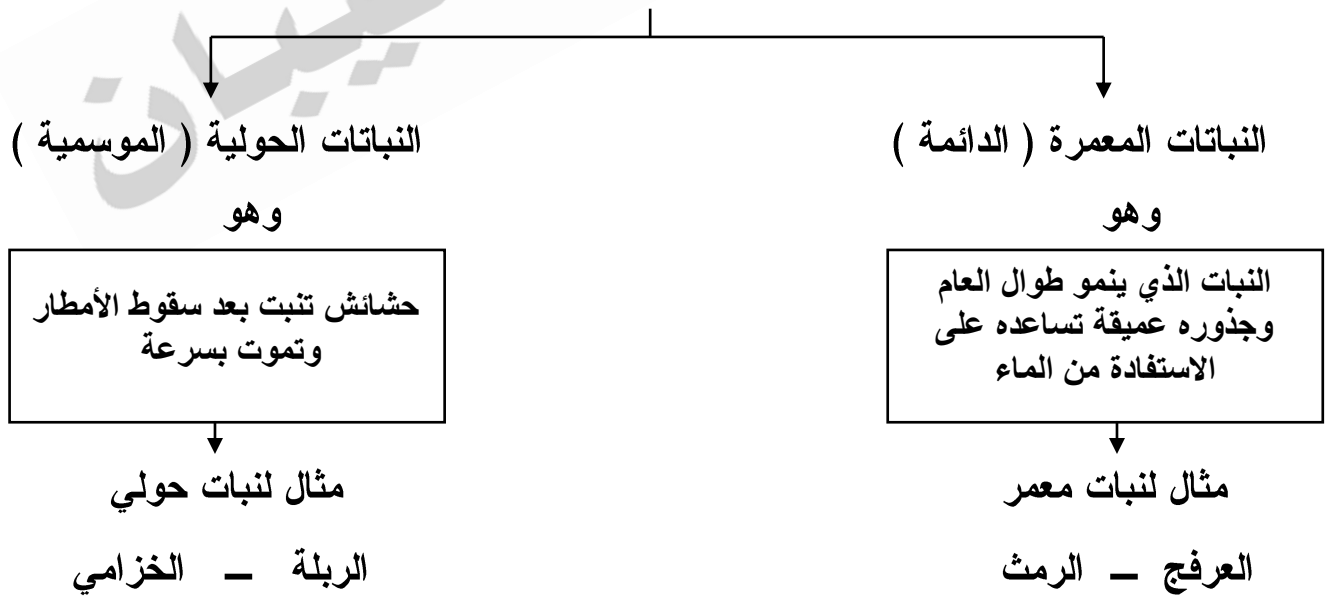 النباتات المعمرة ( الدائمة )
وهو
النبات الذي ينمو طوال العام
وجذوره عميقة تساعده على
الاستفادة من الماء
مثال لنبات معمر
العرفج – الرمث
النباتات الحولية ( الموسمية )
وهو
حشائش تنبت بعد سقوط الأمطار
وتموت بسرعة
مثال لنبات حولي
الربلة – الخزامي